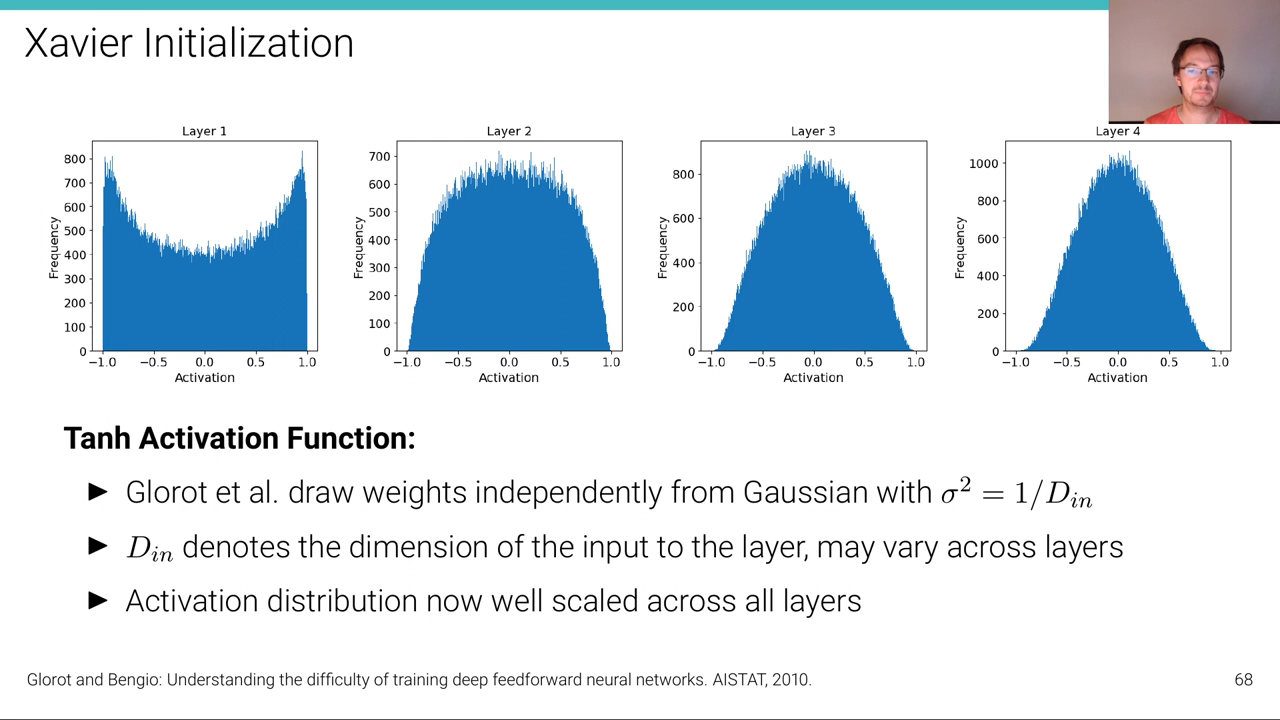 Xavier Initialization
Layer 1
800
700
600
500
400
300
200
100
0
Frequency
−1.0 −0.5 0.0 0.5 1.0
Activation
Layer 2
700
600
500
400
300
200
100
0
Frequency
−1.0 −0.5 0.0 0.5 1.0
Activation
Layer 3
800
600
400
200
0
Frequency
−1.0 −0.5 0.0 0.5 1.0
Activation
Layer 4
1000
800
600
400
200
0
Frequency
−1.0 −0.5 0.0 0.5 1.0
Activation
Tanh Activation Function:
► Glorot et al. draw weights independently from Gaussian with σ² = 1/D_in
► D_in denotes the dimension of the input to the layer, may vary across layers
► Activation distribution now well scaled across all layers
Glorot and Bengio: Understanding the difficulty of training deep feedforward neural networks. AISTAT, 2010.
68